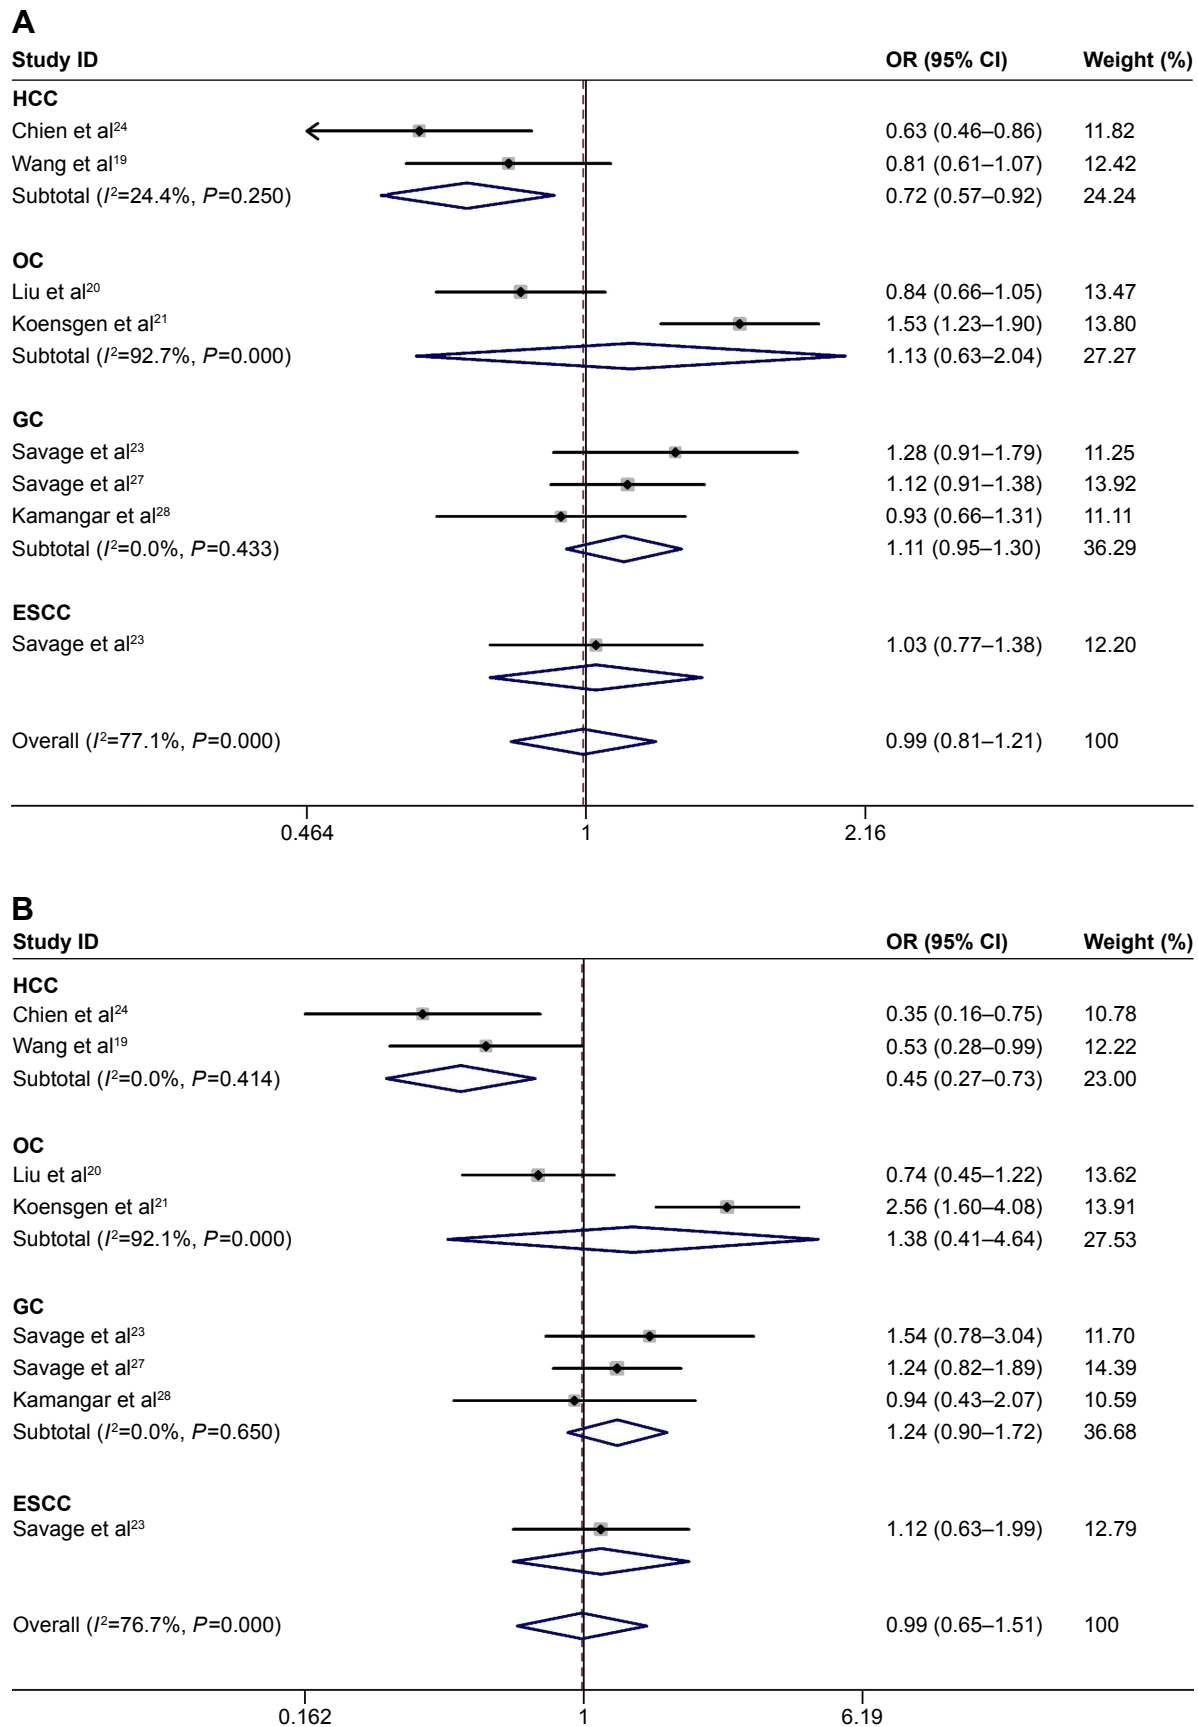 A
Study ID OR (95% CI) Weight (%)
HCC
Chien et al²⁴ 0.63 (0.46–0.86) 11.82
Wang et al¹⁹ 0.81 (0.61–1.07) 12.42
Subtotal (I²=24.4%, P=0.250) 0.72 (0.57–0.92) 24.24
OC
Liu et al²⁰ 0.84 (0.66–1.05) 13.47
Koensgen et al²¹ 1.53 (1.23–1.90) 13.80
Subtotal (I²=92.7%, P=0.000) 1.13 (0.63–2.04) 27.27
GC
Savage et al²³ 1.28 (0.91–1.79) 11.25
Savage et al²⁷ 1.12 (0.91–1.38) 13.92
Kamangar et al²⁸ 0.93 (0.66–1.31) 11.11
Subtotal (I²=0.0%, P=0.433) 1.11 (0.95–1.30) 36.29
ESCC
Savage et al²³ 1.03 (0.77–1.38) 12.20
Overall (I²=77.1%, P=0.000) 0.99 (0.81–1.21) 100
0.464 1 2.16
B
Study ID OR (95% CI) Weight (%)
HCC
Chien et al²⁴ 0.35 (0.16–0.75) 10.78
Wang et al¹⁹ 0.53 (0.28–0.99) 12.22
Subtotal (I²=0.0%, P=0.414) 0.45 (0.27–0.73) 23.00
OC
Liu et al²⁰ 0.74 (0.45–1.22) 13.62
Koensgen et al²¹ 2.56 (1.60–4.08) 13.91
Subtotal (I²=92.1%, P=0.000) 1.38 (0.41–4.64) 27.53
GC
Savage et al²³ 1.54 (0.78–3.04) 11.70
Savage et al²⁷ 1.24 (0.82–1.89) 14.39
Kamangar et al²⁸ 0.94 (0.43–2.07) 10.59
Subtotal (I²=0.0%, P=0.650) 1.24 (0.90–1.72) 36.68
ESCC
Savage et al²³ 1.12 (0.63–1.99) 12.79
Overall (I²=76.7%, P=0.000) 0.99 (0.65–1.51) 100
0.162 1 6.19